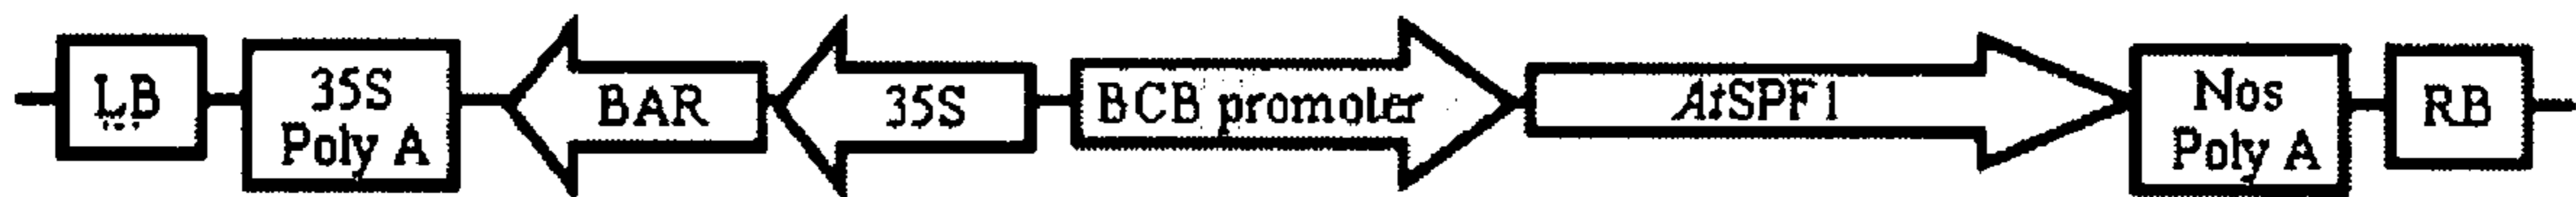 LB
35S
Poly A
BAR
35S
BCB promoter
AtSPF1
Nos
Poly A
RB